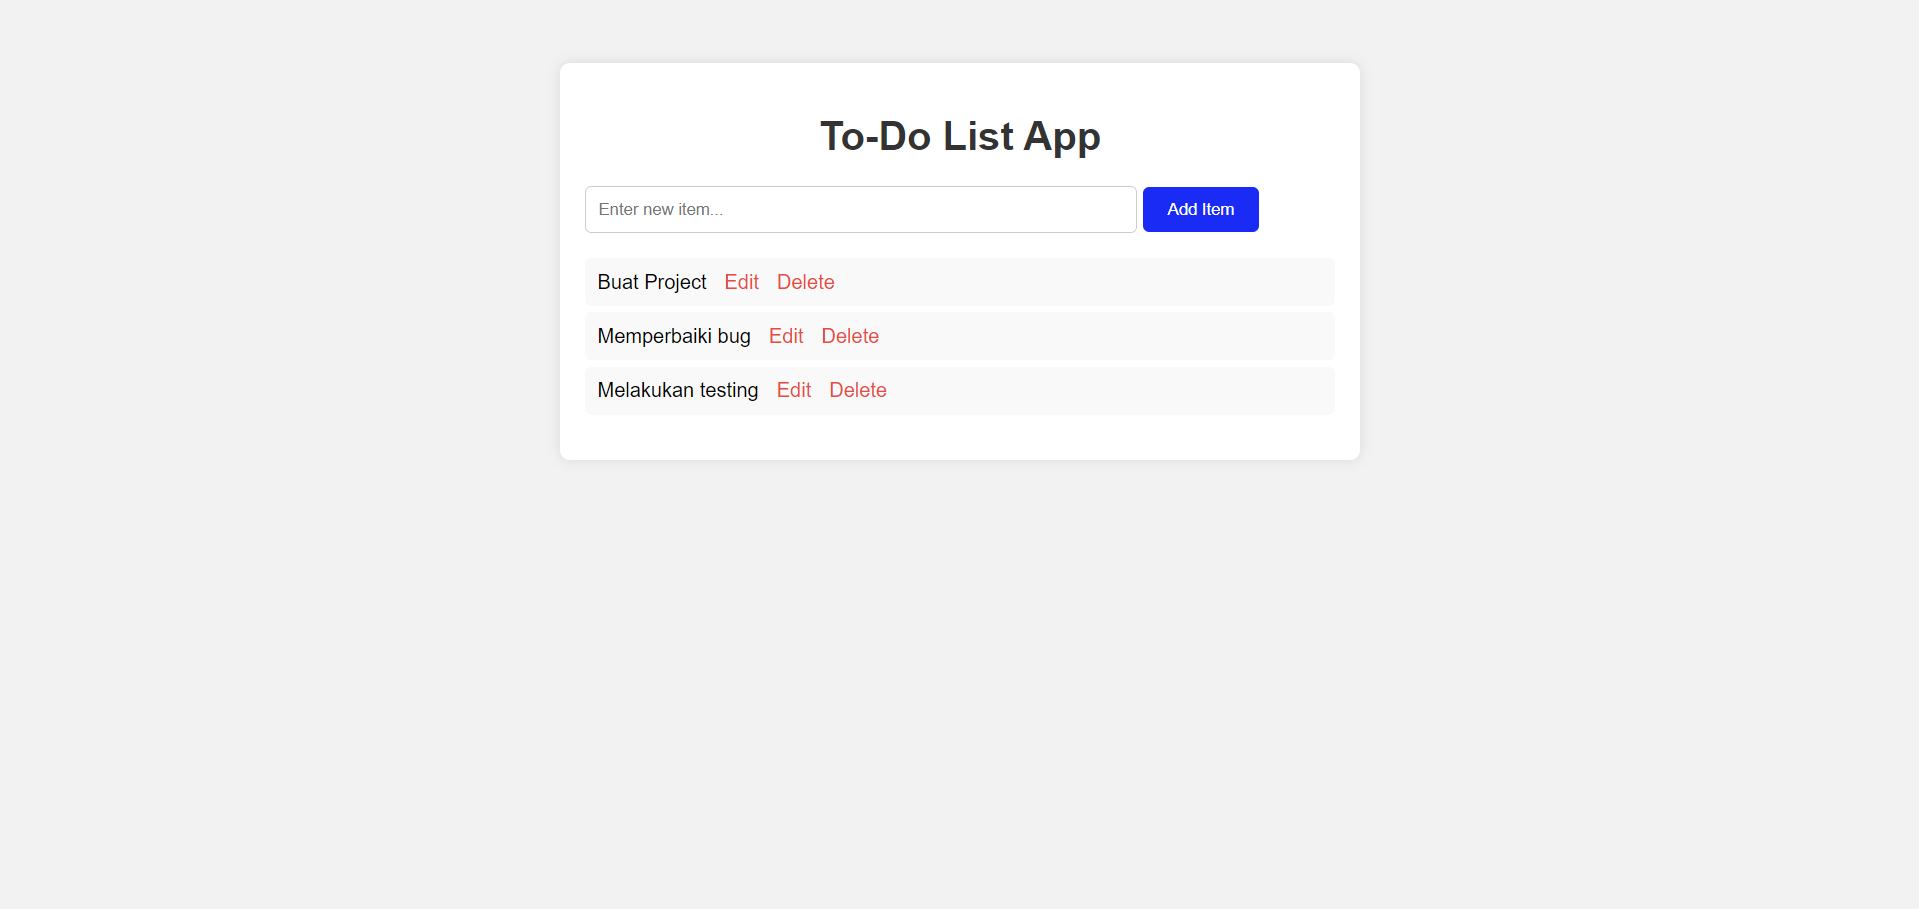 To-Do List App
Enter new item... Add Item
Buat Project Edit Delete
Memperbaiki bug Edit Delete
Melakukan testing Edit Delete